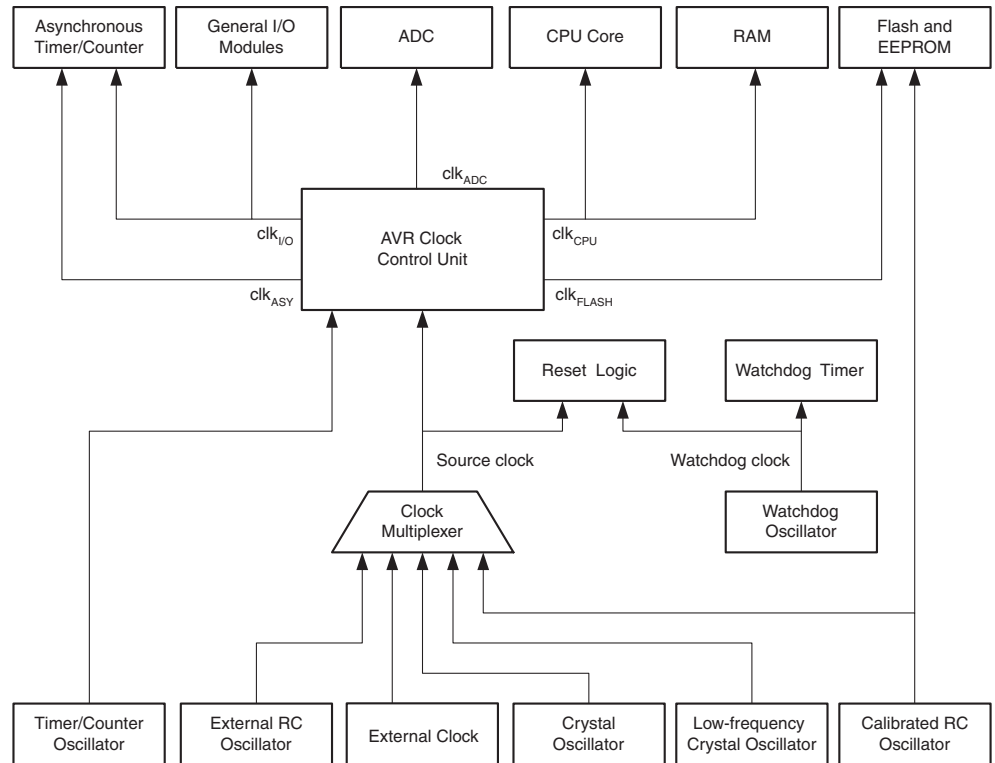 Asynchronous
Timer/Counter
General I/O
Modules
ADC
CPU Core
RAM
Flash and
EEPROM
clkADC
clkI/O
AVR Clock
Control Unit
clkCPU
clkASY
clkFLASH
Reset Logic
Watchdog Timer
Source clock
Watchdog clock
Clock
Multiplexer
Watchdog
Oscillator
Timer/Counter
Oscillator
External RC
Oscillator
External Clock
Crystal
Oscillator
Low-frequency
Crystal Oscillator
Calibrated RC
Oscillator